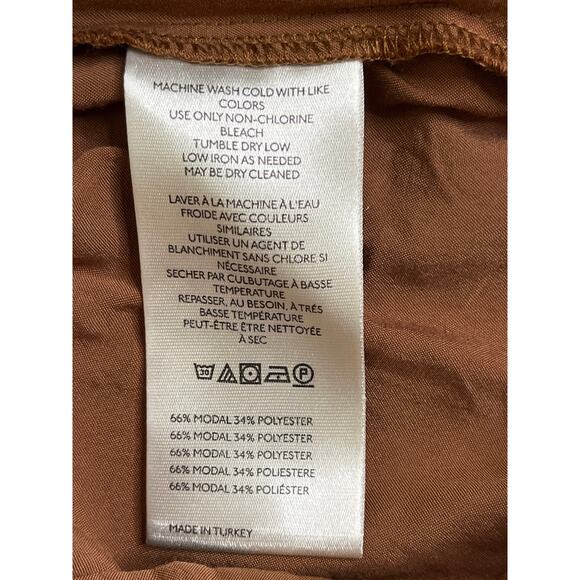 MACHINE WASH COLD WITH LIKE
COLORS
USE ONLY NON-CHLORINE
BLEACH
TUMBLE DRY LOW
LOW IRON AS NEEDED
MAY BE DRY CLEANED
LAVER À LA MACHINE À L'EAU
FROIDE AVEC COULEURS
SIMILAIRES
UTILISER UN AGENT DE
BLANCHIMENT SANS CHLORE SI
NÉCESSAIRE
SECHER PAR CULBUTAGE À BASSE
TEMPERATURE
REPASSER, AU BESOIN, À TRÉS
BASSE TEMPÉRATURE
PEUT-ÊTRE ÊTRE NETTOYÉE
À SEC
30 P
66% MODAL 34% POLYESTER
66% MODAL 34% POLYESTER
66% MODAL 34% POLYESTER
66% MODAL 34% POLIESTERE
66% MODAL 34% POLIÉSTER
MADE IN TURKEY